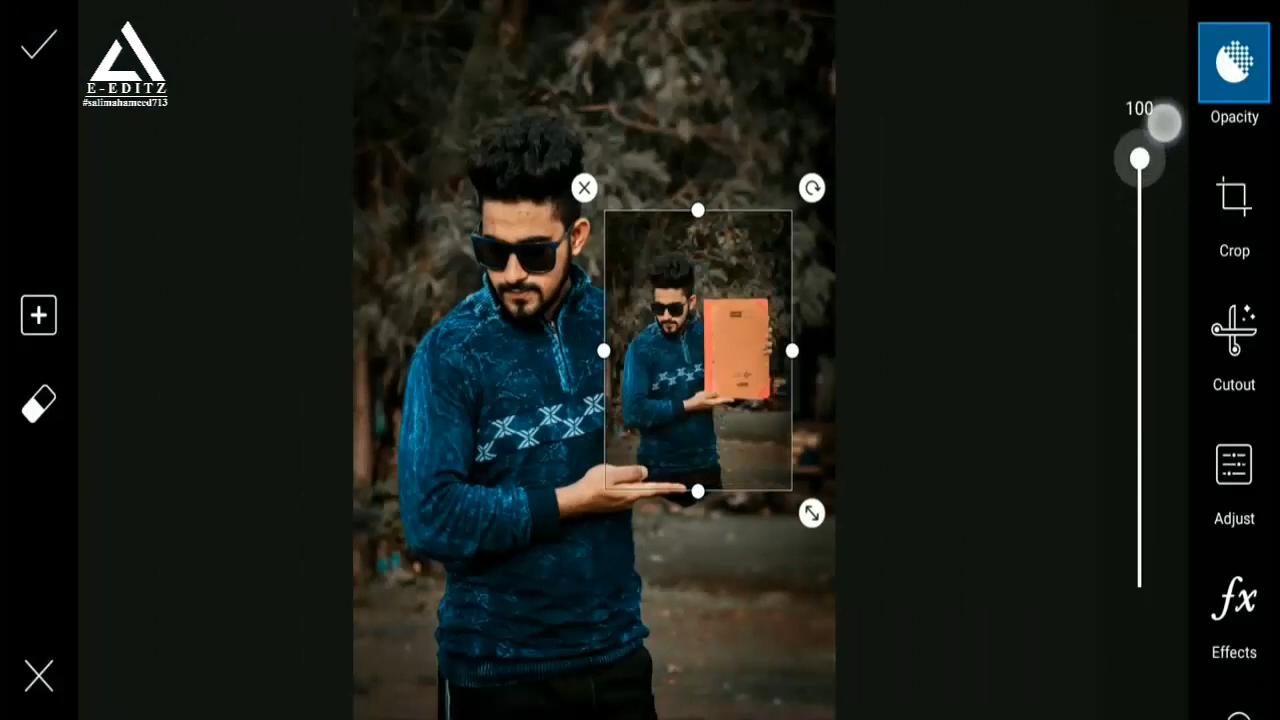 E-EDITZ
#salimahameed713
100
Opacity
Crop
Cutout
Adjust
fx
Effects